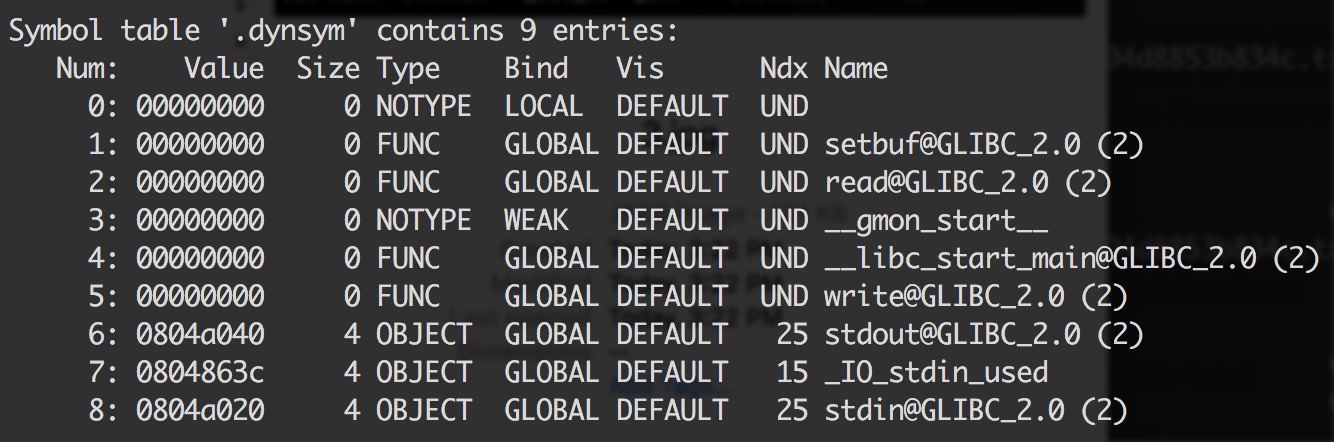 Symbol table '.dynsym' contains 9 entries:
   Num:    Value  Size Type    Bind   Vis      Ndx Name
     0: 00000000     0 NOTYPE  LOCAL  DEFAULT  UND
     1: 00000000     0 FUNC    GLOBAL DEFAULT  UND setbuf@GLIBC_2.0 (2)
     2: 00000000     0 FUNC    GLOBAL DEFAULT  UND read@GLIBC_2.0 (2)
     3: 00000000     0 NOTYPE  WEAK   DEFAULT  UND __gmon_start__
     4: 00000000     0 FUNC    GLOBAL DEFAULT  UND __libc_start_main@GLIBC_2.0 (2)
     5: 00000000     0 FUNC    GLOBAL DEFAULT  UND write@GLIBC_2.0 (2)
     6: 0804a040     4 OBJECT  GLOBAL DEFAULT   25 stdout@GLIBC_2.0 (2)
     7: 0804863c     4 OBJECT  GLOBAL DEFAULT   15 _IO_stdin_used
     8: 0804a020     4 OBJECT  GLOBAL DEFAULT   25 stdin@GLIBC_2.0 (2)